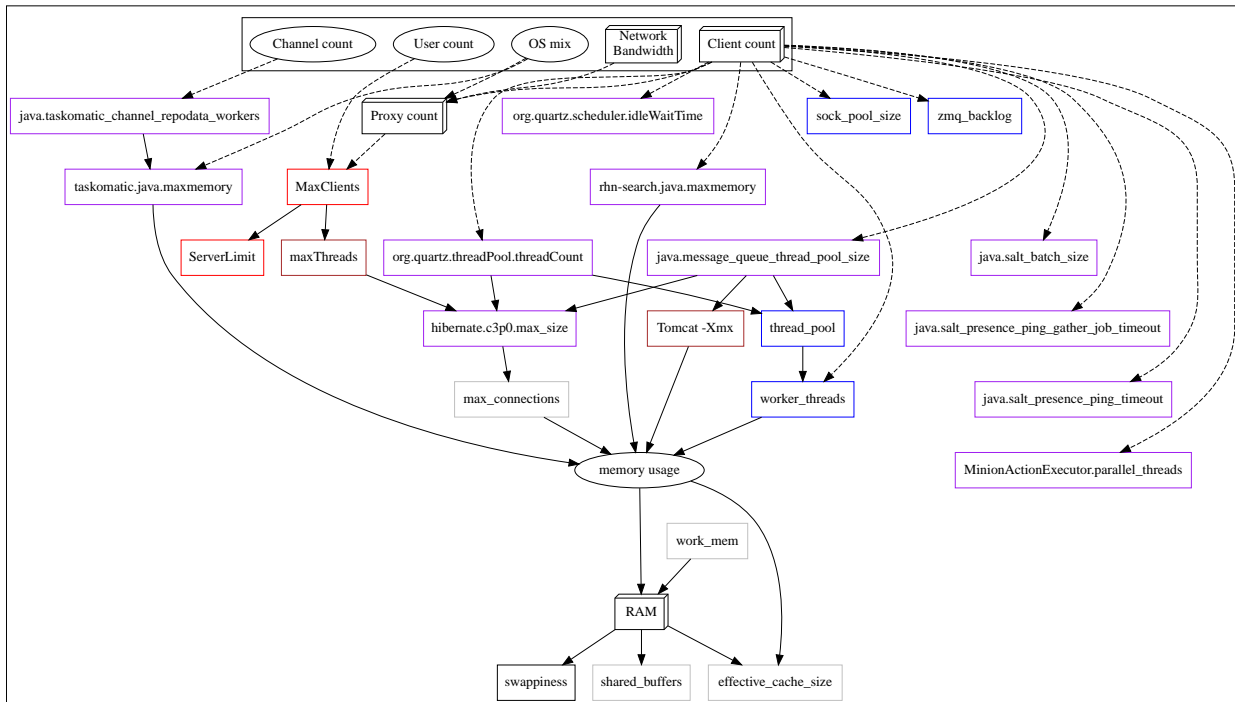 Channel count
User count
OS mix
Network
Bandwidth
Client count
java.taskomatic_channel_repodata_workers
Proxy count
org.quartz.scheduler.idleWaitTime
sock_pool_size
zmq_backlog
taskomatic.java.maxmemory
MaxClients
rhn-search.java.maxmemory
ServerLimit
maxThreads
org.quartz.threadPool.threadCount
java.message_queue_thread_pool_size
java.salt_batch_size
hibernate.c3p0.max_size
Tomcat -Xmx
thread_pool
java.salt_presence_ping_gather_job_timeout
max_connections
worker_threads
java.salt_presence_ping_timeout
memory usage
MinionActionExecutor.parallel_threads
work_mem
RAM
swappiness
shared_buffers
effective_cache_size